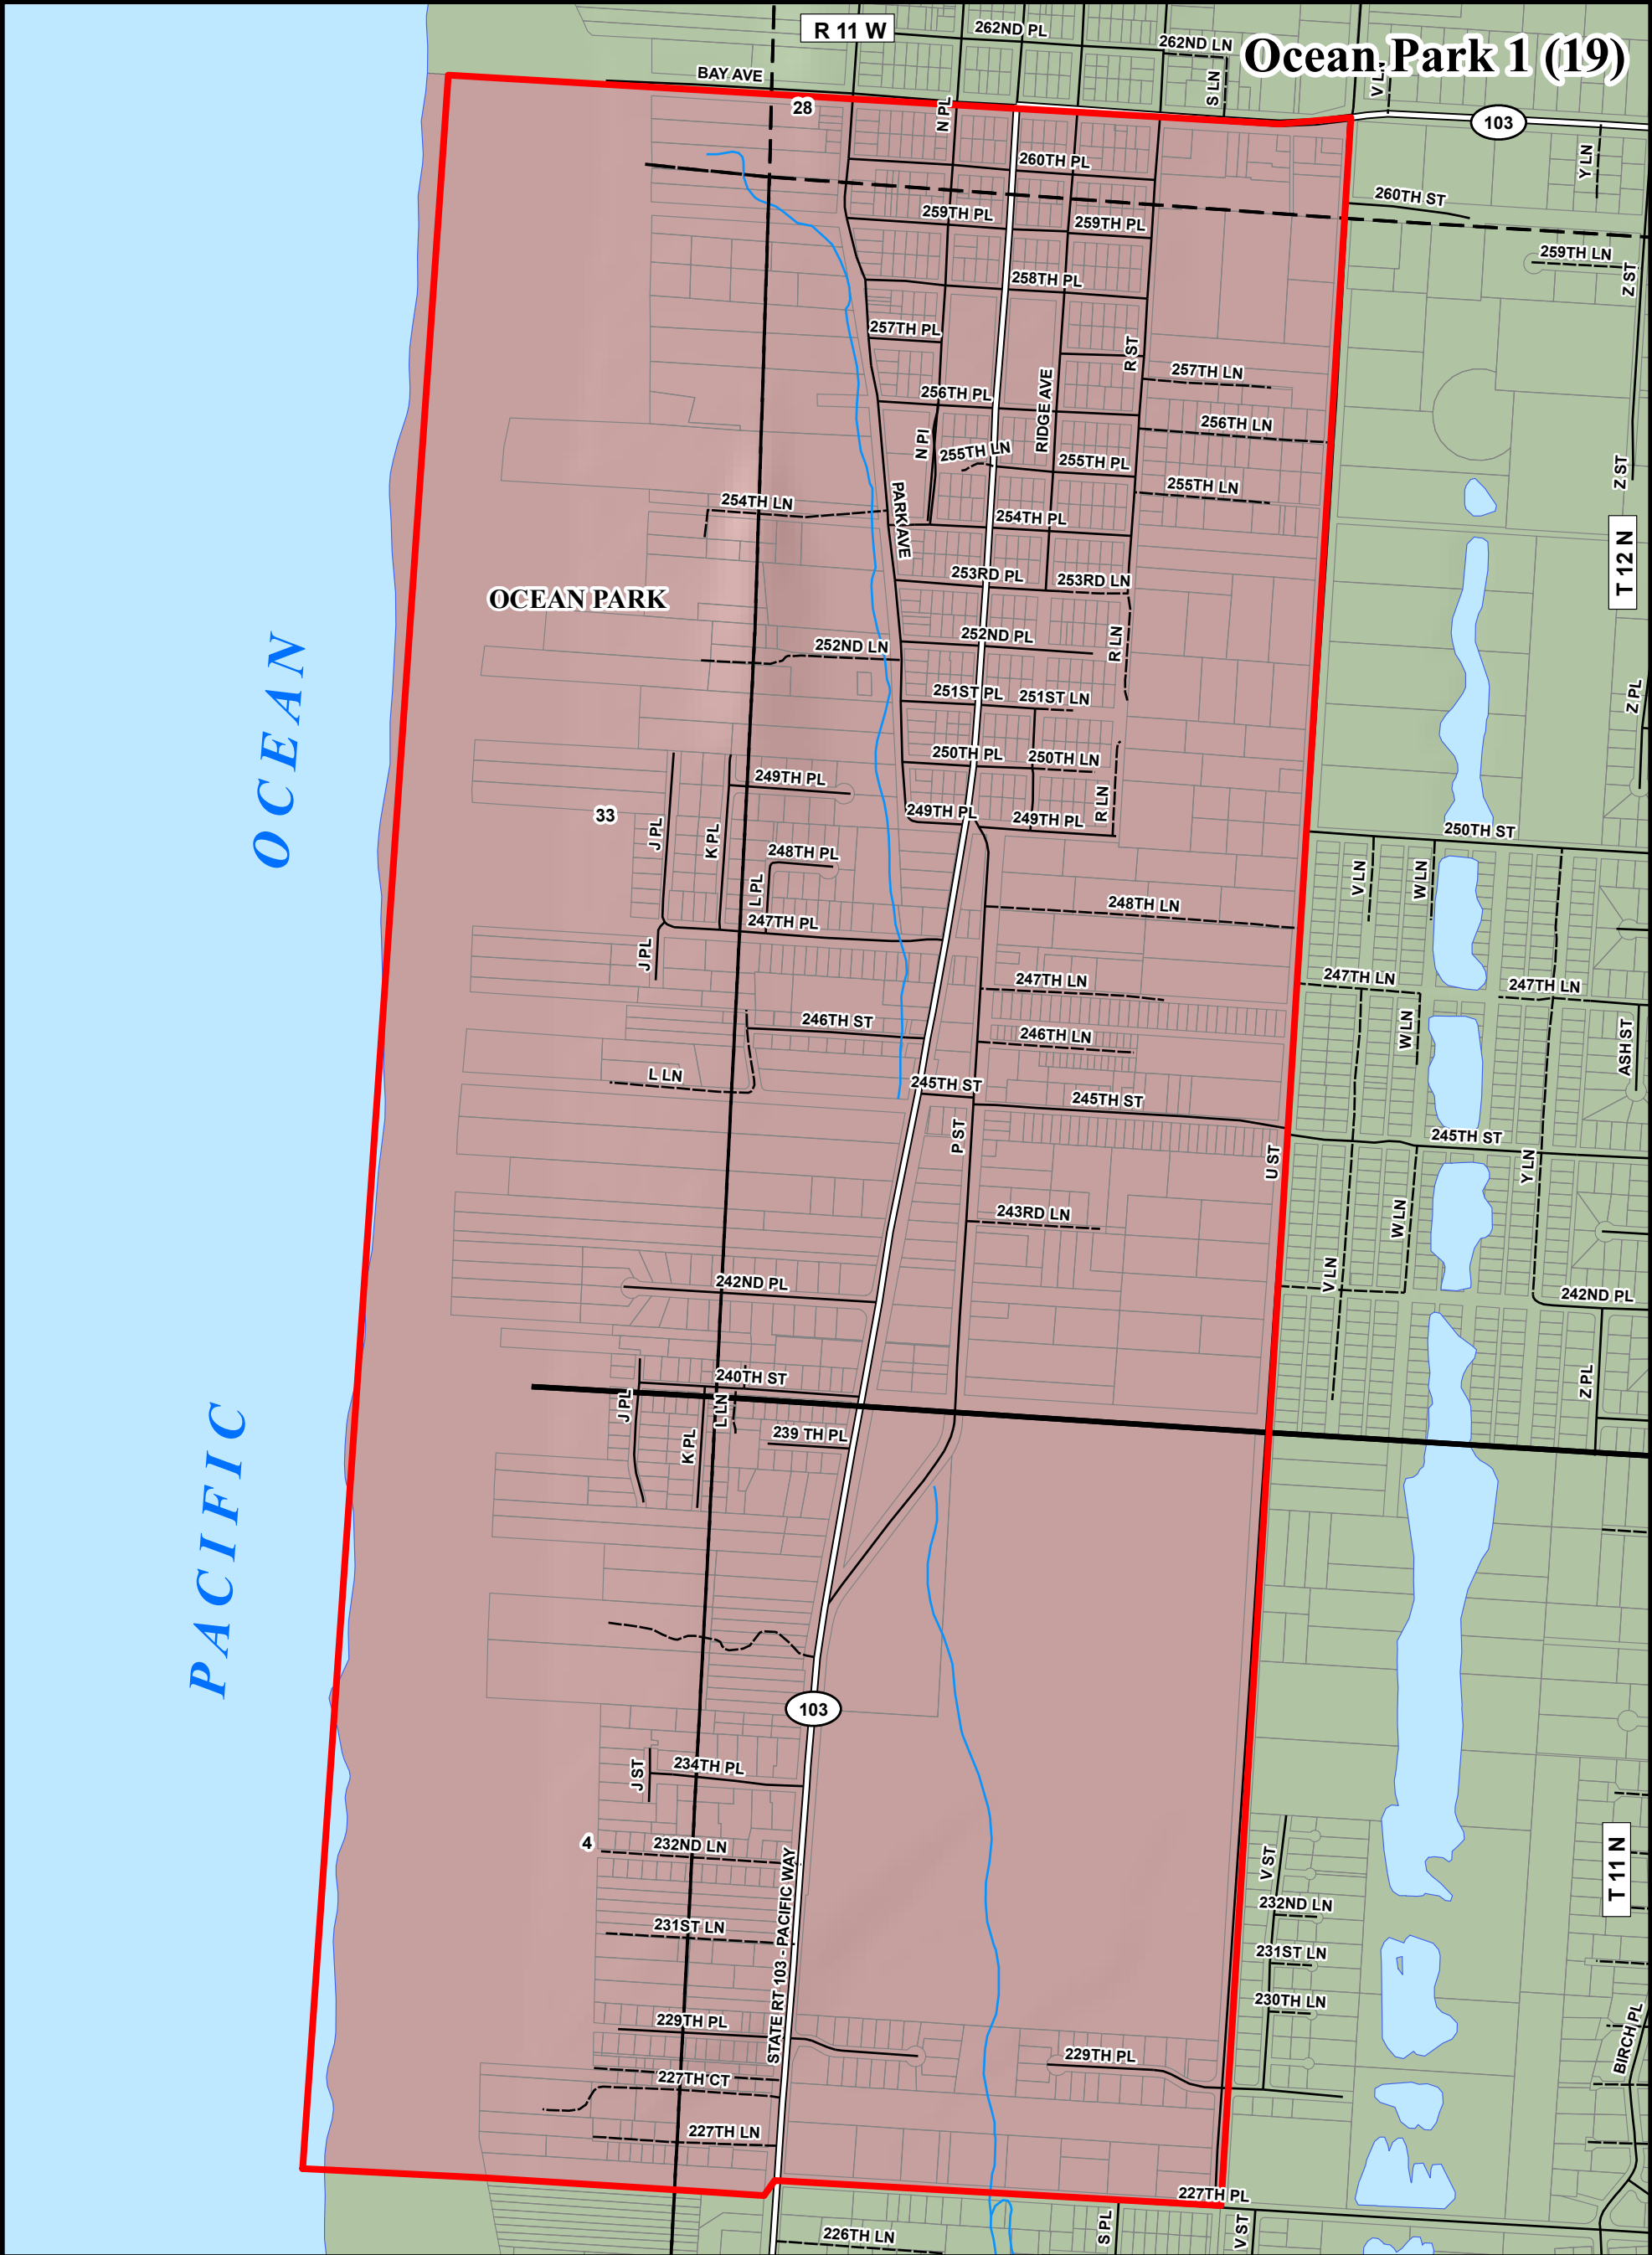 R 11 W
262ND PL
262ND LN
Ocean Park 1 (19)
BAY AVE
S LN
V L
28
N PL
103
260TH PL
Y LN
260TH ST
259TH PL
259TH PL
259TH LN
Z ST
258TH PL
257TH PL
R ST
257TH LN
256TH PL
RIDGE AVE
256TH LN
N Pl
255TH LN
255TH PL
255TH LN
Z ST
254TH LN
PARK AVE
254TH PL
T 12 N
253RD PL
253RD LN
OCEAN PARK
252ND LN
252ND PL
R LN
251ST PL
251ST LN
Z PL
OCEAN
250TH PL
250TH LN
249TH PL
249TH PL
249TH PL
R LN
33
J PL
K PL
250TH ST
248TH PL
L PL
V LN
W LN
248TH LN
247TH PL
J PL
247TH LN
247TH LN
247TH LN
246TH ST
246TH LN
W LN
ASH ST
L LN
245TH ST
245TH ST
P ST
245TH ST
U ST
Y LN
243RD LN
W LN
V LN
242ND PL
242ND PL
240TH ST
J PL
L LN
Z PL
K PL
239 TH PL
PACIFIC
103
J ST
234TH PL
4
232ND LN
V ST
T 11 N
232ND LN
231ST LN
STATE RT 103 - PACIFIC WAY
231ST LN
230TH LN
229TH PL
229TH PL
BIRCH PL
227TH CT
227TH LN
227TH PL
226TH LN
S PL
V ST